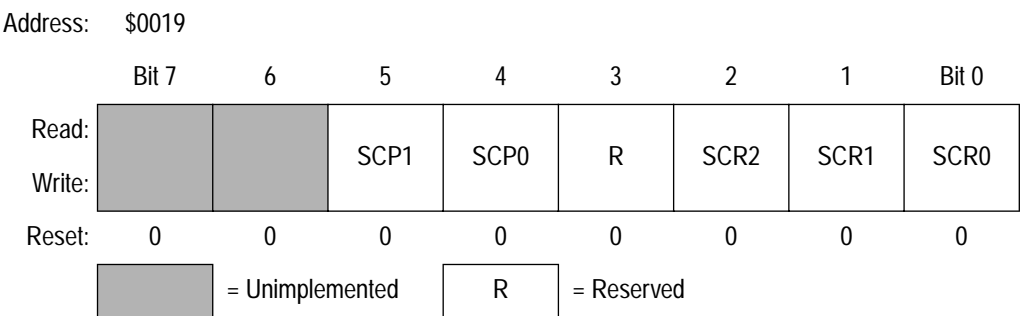 Address: $0019
Bit 7 6 5 4 3 2 1 Bit 0
Read:
SCP1 SCP0 R SCR2 SCR1 SCR0
Write:
Reset: 0 0 0 0 0 0 0 0
= Unimplemented R = Reserved